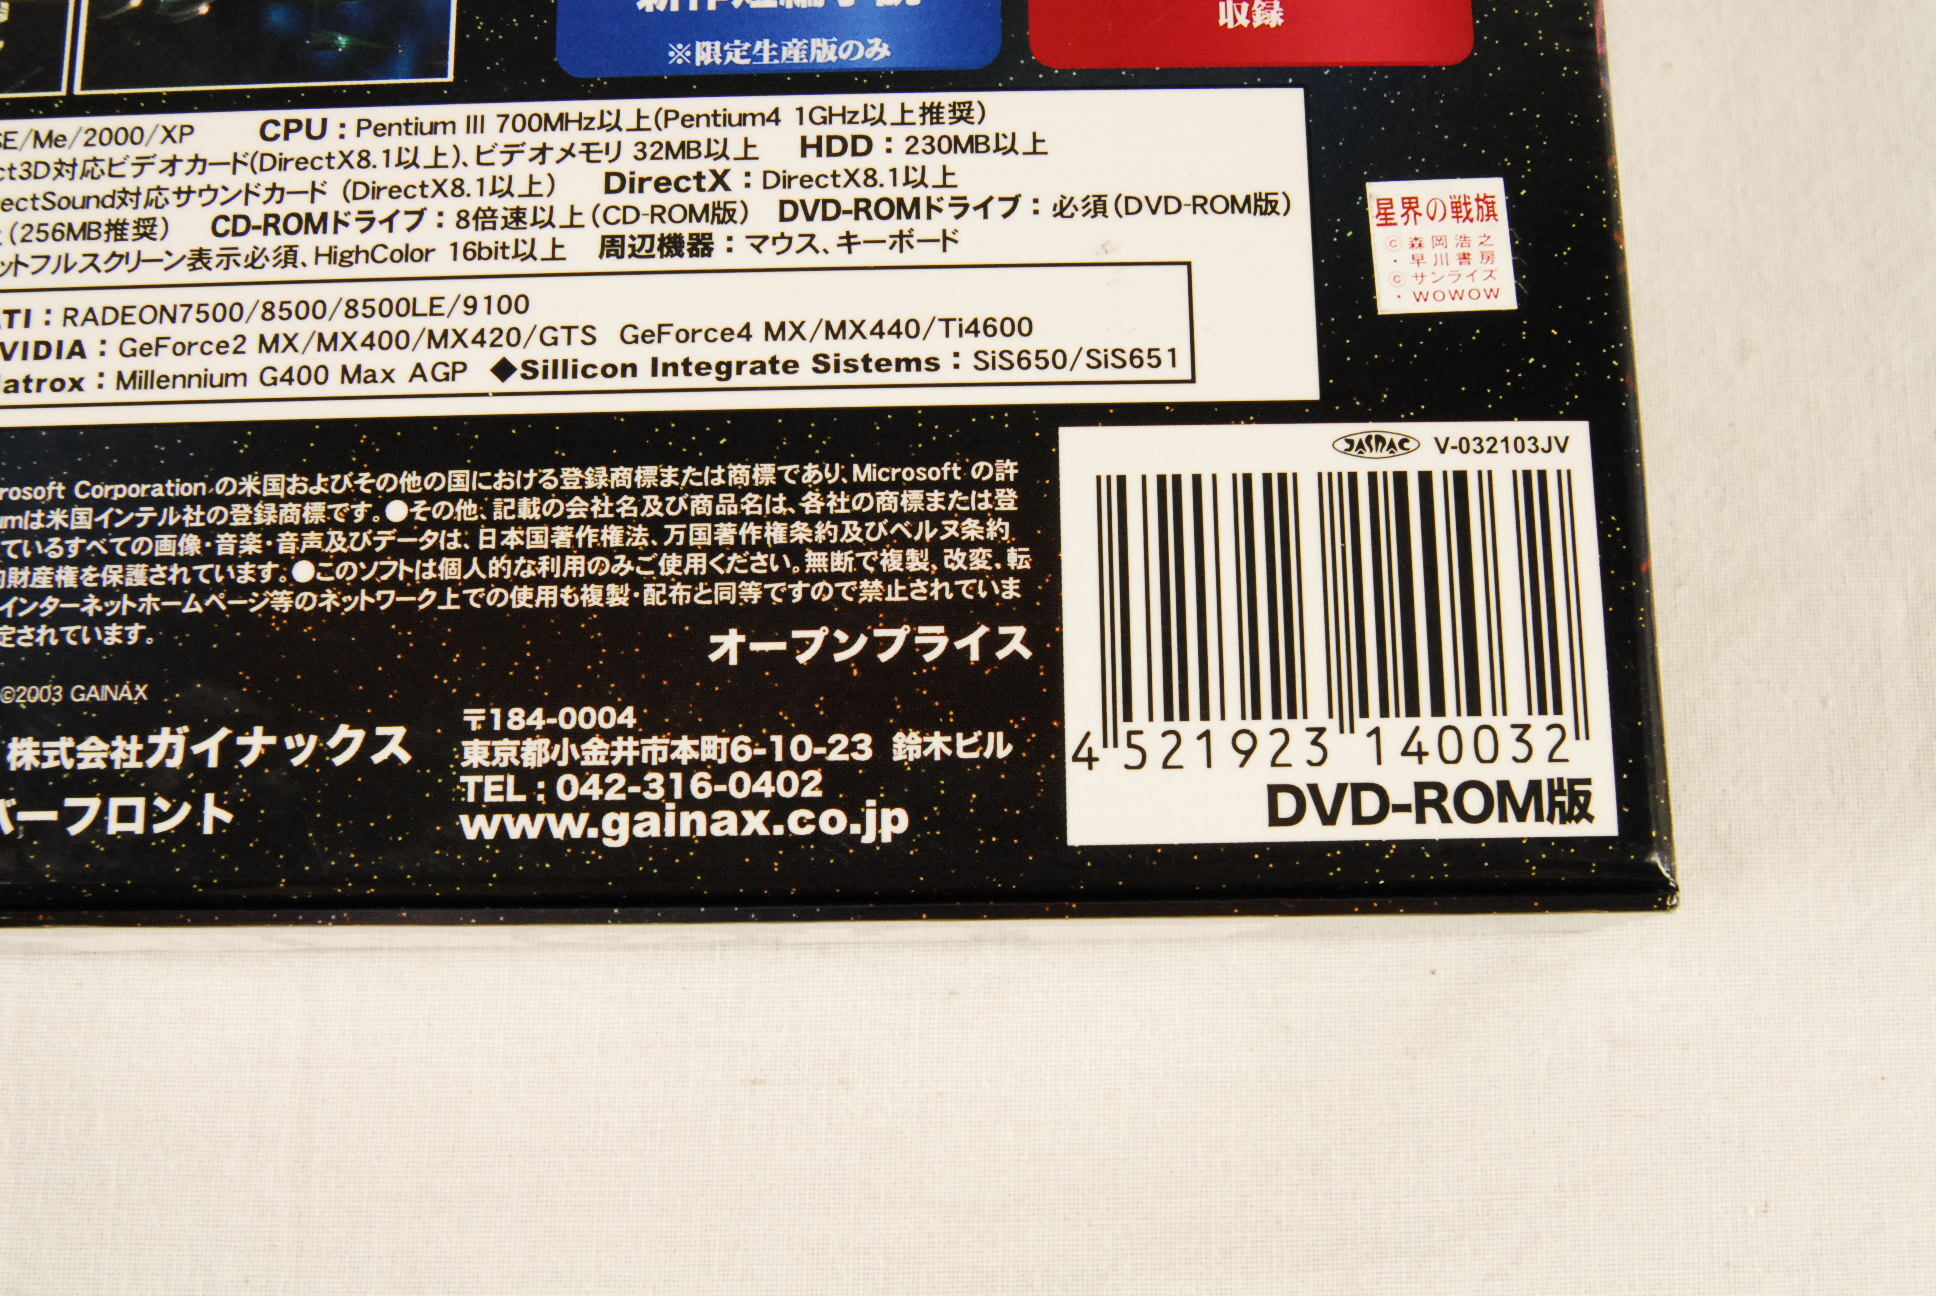 ※限定生産版のみ
収録
SE/Me/2000/XP CPU：Pentium III 700MHz以上(Pentium4 1GHz以上推奨)
ct3D対応ビデオカード(DirectX8.1以上)、ビデオメモリ 32MB以上 HDD：230MB以上
ectSound対応サウンドカード (DirectX8.1以上) DirectX：DirectX8.1以上
(256MB推奨) CD-ROMドライブ：8倍速以上(CD-ROM版) DVD-ROMドライブ：必須(DVD-ROM版)
ットフルスクリーン表示必須、HighColor 16bit以上 周辺機器：マウス、キーボード
TI：RADEON7500/8500/8500LE/9100
VIDIA：GeForce2 MX/MX400/MX420/GTS GeForce4 MX/MX440/Ti4600
atrox：Millennium G400 Max AGP ◆Sillicon Integrate Sistems：SiS650/SiS651
星界の戦旗
©森岡浩之
・早川書房
©サンライズ
・WOWOW
rosoft Corporation の米国およびその他の国における登録商標または商標であり、Microsoft の許
umは米国インテル社の登録商標です。●その他、記載の会社名及び商品名は、各社の商標または登
ているすべての画像・音楽・音声及びデータは、日本国著作権法、万国著作権条約及びベルヌ条約
的財産権を保護されています。●このソフトは個人的な利用のみご使用ください。無断で複製、改変、転
インターネットホームページ等のネットワーク上での使用も複製・配布と同等ですので禁止されていま
定されています。
オープンプライス
©2003 GAINAX
株式会社ガイナックス
バーフロント
〒184-0004
東京都小金井市本町6-10-23 鈴木ビル
TEL：042-316-0402
www.gainax.co.jp
JASRAC V-032103JV
4 521923 140032
DVD-ROM版